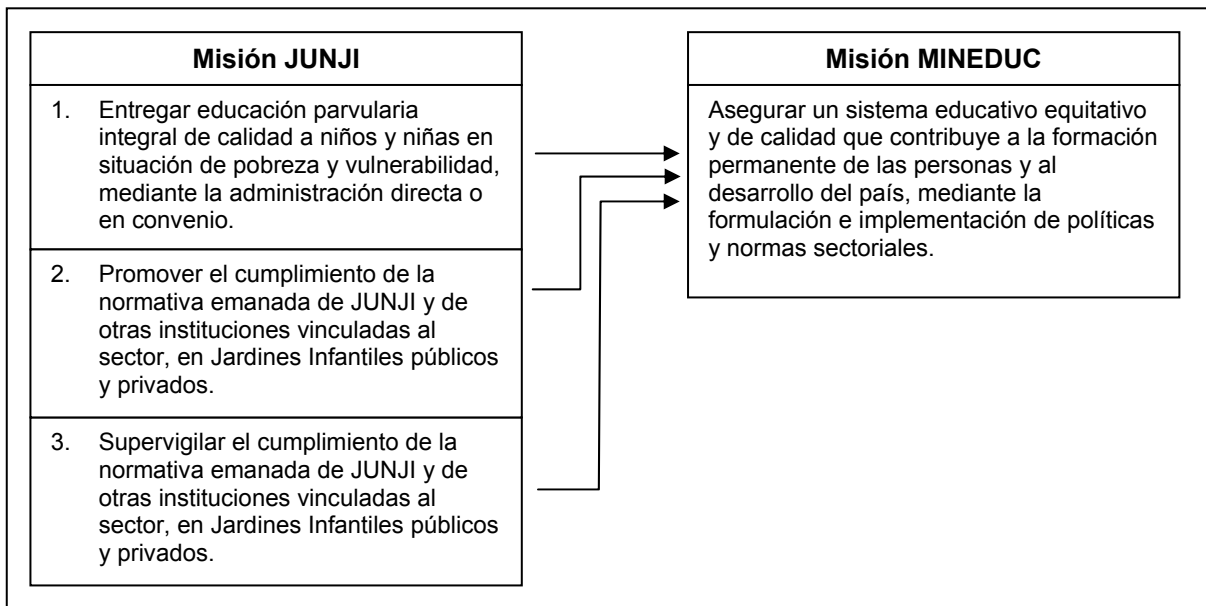 Misión JUNJI
1. Entregar educación parvularia
integral de calidad a niños y niñas en
situación de pobreza y vulnerabilidad,
mediante la administración directa o
en convenio.
2. Promover el cumplimiento de la
normativa emanada de JUNJI y de
otras instituciones vinculadas al
sector, en Jardines Infantiles públicos
y privados.
3. Supervigilar el cumplimiento de la
normativa emanada de JUNJI y de
otras instituciones vinculadas al
sector, en Jardines Infantiles públicos
y privados.
Misión MINEDUC
Asegurar un sistema educativo equitativo
y de calidad que contribuye a la formación
permanente de las personas y al
desarrollo del país, mediante la
formulación e implementación de políticas
y normas sectoriales.